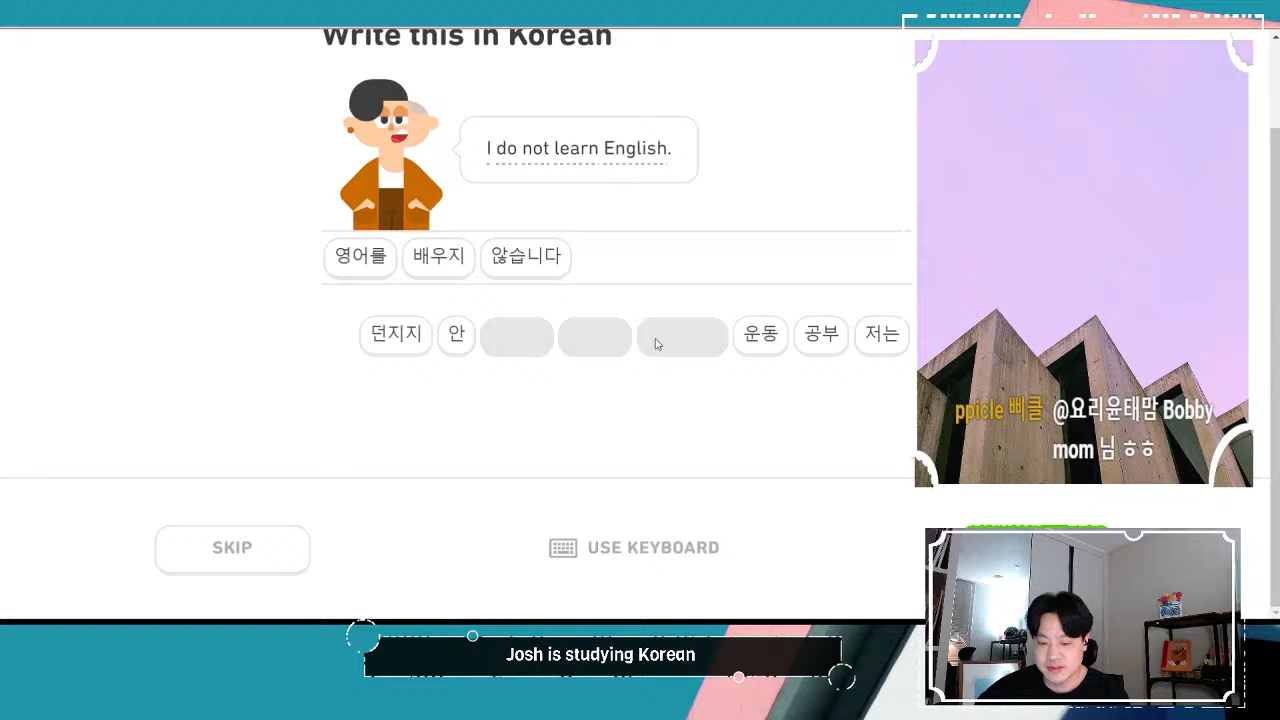 Write this in Korean
I do not learn English.
영어를 배우지 않습니다
던지지 안 운동 공부 저는
ppicle 삐클 @요리윤태맘 Bobby
mom 님 ㅎㅎ
SKIP
USE KEYBOARD
Josh is studying Korean